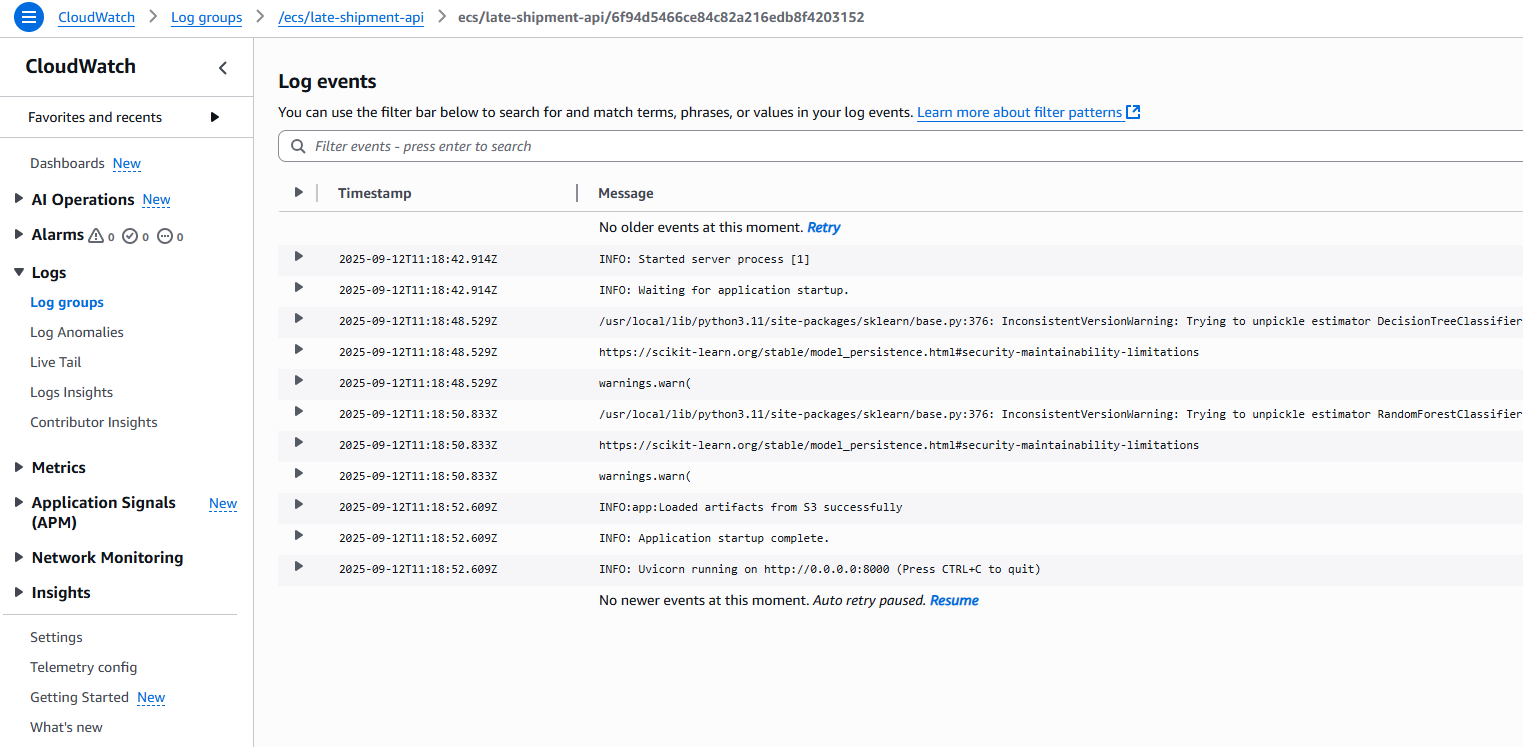 CloudWatch > Log groups > /ecs/late-shipment-api > ecs/late-shipment-api/6f94d5466ce84c82a216edb8f4203152
CloudWatch
Favorites and recents
Dashboards New
AI Operations New
Alarms 0 0 0
Logs
Log groups
Log Anomalies
Live Tail
Logs Insights
Contributor Insights
Metrics
Application Signals New
(APM)
Network Monitoring
Insights
Settings
Telemetry config
Getting Started New
What's new
Log events
You can use the filter bar below to search for and match terms, phrases, or values in your log events. Learn more about filter patterns
Filter events - press enter to search
Timestamp Message
No older events at this moment. Retry
2025-09-12T11:18:42.914Z INFO: Started server process [1]
2025-09-12T11:18:42.914Z INFO: Waiting for application startup.
2025-09-12T11:18:48.529Z /usr/local/lib/python3.11/site-packages/sklearn/base.py:376: InconsistentVersionWarning: Trying to unpickle estimator DecisionTreeClassifier
2025-09-12T11:18:48.529Z https://scikit-learn.org/stable/model_persistence.html#security-maintainability-limitations
2025-09-12T11:18:48.529Z warnings.warn(
2025-09-12T11:18:50.833Z /usr/local/lib/python3.11/site-packages/sklearn/base.py:376: InconsistentVersionWarning: Trying to unpickle estimator RandomForestClassifier
2025-09-12T11:18:50.833Z https://scikit-learn.org/stable/model_persistence.html#security-maintainability-limitations
2025-09-12T11:18:50.833Z warnings.warn(
2025-09-12T11:18:52.609Z INFO:app:Loaded artifacts from S3 successfully
2025-09-12T11:18:52.609Z INFO: Application startup complete.
2025-09-12T11:18:52.609Z INFO: Uvicorn running on http://0.0.0.0:8000 (Press CTRL+C to quit)
No newer events at this moment. Auto retry paused. Resume